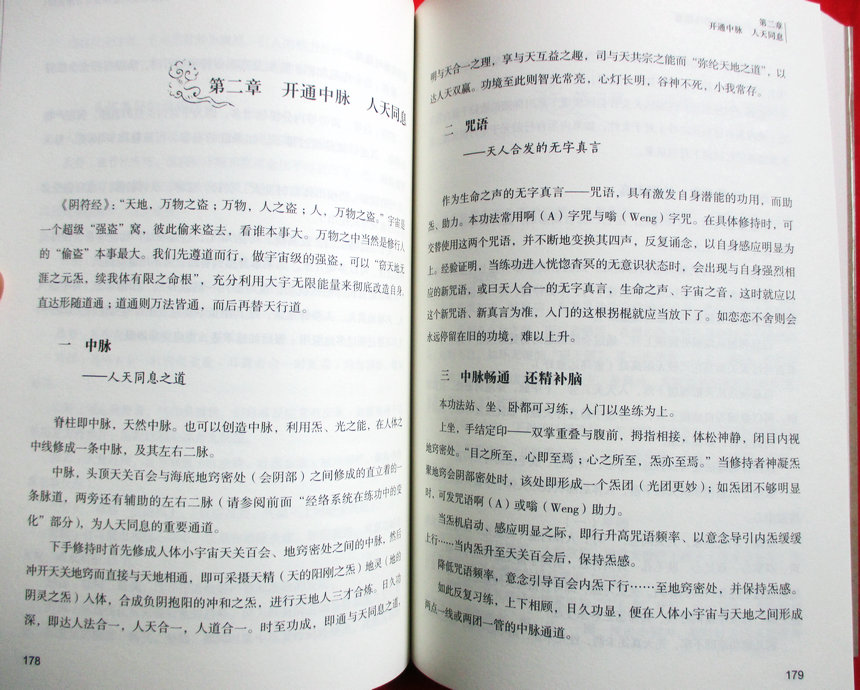 第二章 开通中脉 人天同息
《阴符经》：“天地，万物之盗；万物，人之盗；人，万物之盗。”宇宙是
一个超级“强盗”窝，彼此偷来盗去，看谁本事大。万物之中当然是修行人
的“偷盗”本事最大。我们先遵道而行，做宇宙级的强盗，可以“窃天地无
涯之元炁，续我体有限之命根”，充分利用大宇无限能量来彻底改造自身，
直达形随道通；道通则万法皆通，而后再替天行道。
一 中脉
——人天同息之道
脊柱即中脉，天然中脉。也可以创造中脉，利用炁、光之能，在人体之
中线修成一条中脉，及其左右二脉。
中脉，头顶天关百会与海底地窍密处（会阴部）之间修成的直立着的一
条脉道，两旁还有辅助的左右二脉（请参阅前面“经络系统在练功中的变
化”部分），为人天同息的重要通道。
下手修持时首先修成人体小宇宙天关百会、地窍密处之间的中脉，然后
冲开天关地窍而直接与天地相通，即可采摄天精（天的阳刚之炁）地灵（地的
阴灵之炁）入体，合成负阴抱阳的冲和之炁，进行天地人三才合炼。日久功
深，即达人法合一，人天合一，人道合一。时至功成，即通与天同息之道，
178
第二章
开通中脉 人天同息
明与天合一之理，享与天互益之趣，司与天共宗之能而“弥纶天地之道”，以
达人天双赢。功境至此则智光常亮，心灯长明，谷神不死，小我常存。
二 咒语
——天人合发的无字真言
作为生命之声的无字真言——咒语，具有激发自身潜能的功用，而助
炁、助力。本功法常用啊（A）字咒与嗡（Weng）字咒。在具体修持时，可
交替使用这两个咒语，并不断地变换其四声，反复诵念，以自身感应明显为
上。经验证明，当练功进入恍惚杳冥的无意识状态时，会出现与自身强烈相
应的新咒语，或曰天人合一的无字真言，生命之声、宇宙之音，这时就应以
这个新咒语、新真言为准，入门的这根拐棍就应当放下了。如恋恋不舍则会
永远停留在旧的功境，难以上升。
三 中脉畅通 还精补脑
本功法站、坐、卧都可习练，入门以坐练为上。
上坐，手结定印——双掌重叠与腹前，拇指相接，体松神静，闭目内视
地窍密处。“目之所至，心即至焉；心之所至，炁亦至焉。”当修持者神凝炁
聚地窍会阴部密处时，该处即形成一个炁团（光团更妙）；如炁团不够明显
时，可发咒语啊（A）或嗡（Weng）助力。
当炁机启动、感应明显之际，即行升高咒语频率、以意念导引内炁缓缓
上行……当内炁升至天关百会后，保持炁感。
降低咒语频率，意念引导百会内炁下行……至地窍密处，并保持炁感。
如此反复习练，上下相顾，日久功显，便在人体小宇宙与天地之间形成
两点一线或两团一管的中脉通道。
179